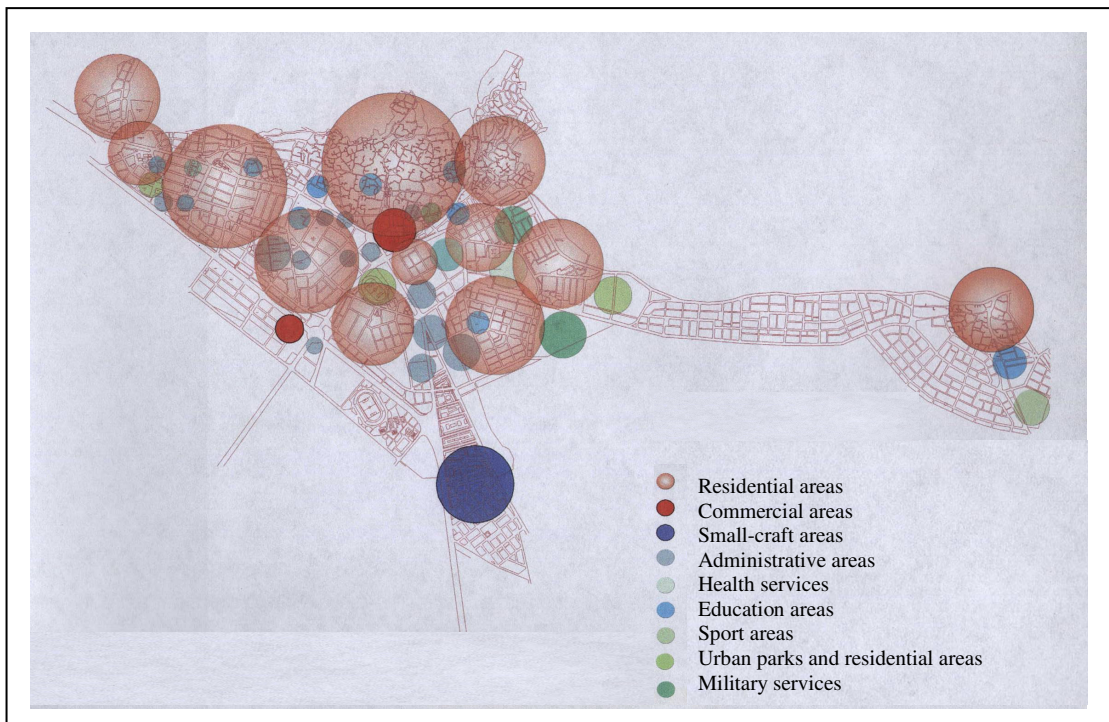 Residential areas
Commercial areas
Small-craft areas
Administrative areas
Health services
Education areas
Sport areas
Urban parks and residential areas
Military services